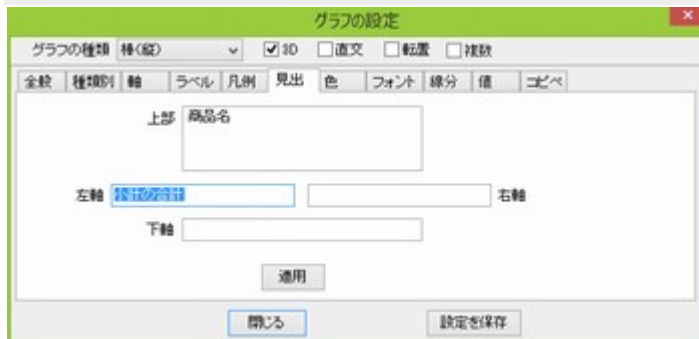 グラフの設定
グラフの種類 棒(縦) 3D 直交 転置 複数
全般 種類別 軸 ラベル 凡例 見出 色 フォント 線分 値 コピペ
上部 商品名
左軸 小計の合計 右軸
下軸
適用
閉じる 設定を保存